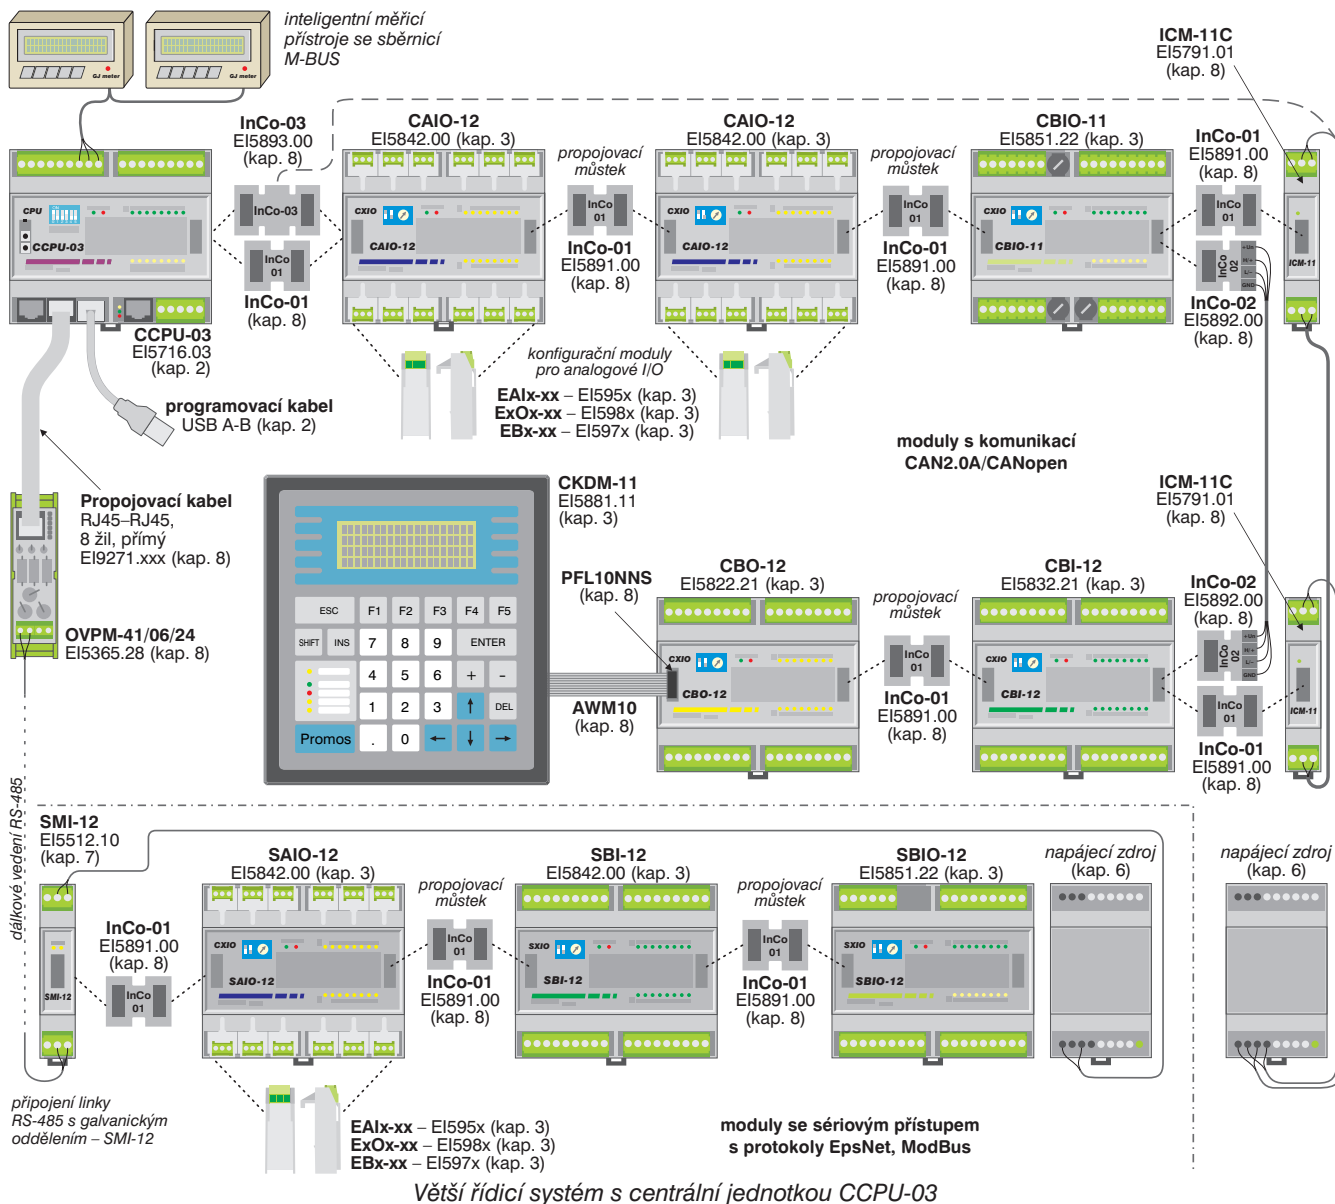 inteligentní měřicí
přístroje se sběrnicí
M-BUS
GJ meter
GJ meter
ICM-11C
EI5791.01
(kap. 8)
InCo-03
EI5893.00
(kap. 8)
CAIO-12
EI5842.00 (kap. 3)
CAIO-12
EI5842.00 (kap. 3)
CBIO-11
EI5851.22 (kap. 3)
InCo-01
EI5891.00
(kap. 8)
propojovací
můstek
propojovací
můstek
CPU
CCPU-03
InCo-03
InCo
01
CXIO
CAIO-12
InCo
01
CXIO
CAIO-12
InCo
01
CXIO
CBIO-11
InCo
01
InCo
02
+Un
H/+
L/–
GND
ICM-11
InCo-01
(kap. 8)
InCo-01
EI5891.00
(kap. 8)
InCo-01
EI5891.00
(kap. 8)
InCo-02
EI5892.00
(kap. 8)
CCPU-03
EI5716.03
(kap. 2)
konfigurační moduly
pro analogové I/O
EAIx-xx – EI595x (kap. 3)
ExOx-xx – EI598x (kap. 3)
EBx-xx – EI597x (kap. 3)
programovací kabel
USB A-B (kap. 2)
moduly s komunikací
CAN2.0A/CANopen
Propojovací kabel
RJ45–RJ45,
8 žil, přímý
EI9271.xxx (kap. 8)
CKDM-11
EI5881.11
(kap. 3)
ICM-11C
EI5791.01
(kap. 8)
PFL10NNS
(kap. 8)
CBO-12
EI5822.21 (kap. 3)
CBI-12
EI5832.21 (kap. 3)
InCo-02
EI5892.00
(kap. 8)
propojovací
můstek
ESC F1 F2 F3 F4 F5
SHIFT INS 7 8 9 ENTER
4 5 6 + -
1 2 3 ↑ DEL
Promos . 0 ← ↓ →
OVPM-41/06/24
EI5365.28 (kap. 8)
CXIO
CBO-12
InCo
01
CXIO
CBI-12
InCo
02
+Un
H/+
L/–
GND
InCo
01
ICM-11
AWM10
(kap. 8)
InCo-01
EI5891.00
(kap. 8)
InCo-01
EI5891.00
(kap. 8)
dálkové vedení RS-485
SMI-12
EI5512.10
(kap. 7)
SAIO-12
EI5842.00 (kap. 3)
SBI-12
EI5842.00 (kap. 3)
SBIO-12
EI5851.22 (kap. 3)
napájecí zdroj
(kap. 6)
napájecí zdroj
(kap. 6)
propojovací
můstek
propojovací
můstek
InCo-01
EI5891.00
(kap. 8)
SMI-12
InCo
01
CXIO
SAIO-12
InCo
01
SXIO
SBI-12
InCo
01
SXIO
SBIO-12
InCo-01
EI5891.00
(kap. 8)
InCo-01
EI5891.00
(kap. 8)
připojení linky
RS-485 s galvanickým
oddělením – SMI-12
EAIx-xx – EI595x (kap. 3)
ExOx-xx – EI598x (kap. 3)
EBx-xx – EI597x (kap. 3)
moduly se sériovým přístupem
s protokoly EpsNet, ModBus
Větší řídicí systém s centrální jednotkou CCPU-03